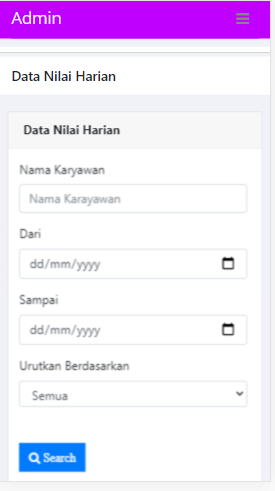 Admin
Data Nilai Harian
Data Nilai Harian
Nama Karyawan
Nama Karayawan
Dari
dd/mm/yyyy
Sampai
dd/mm/yyyy
Urutkan Berdasarkan
Semua
Search